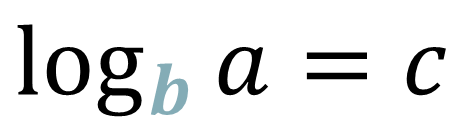 log_b a = c